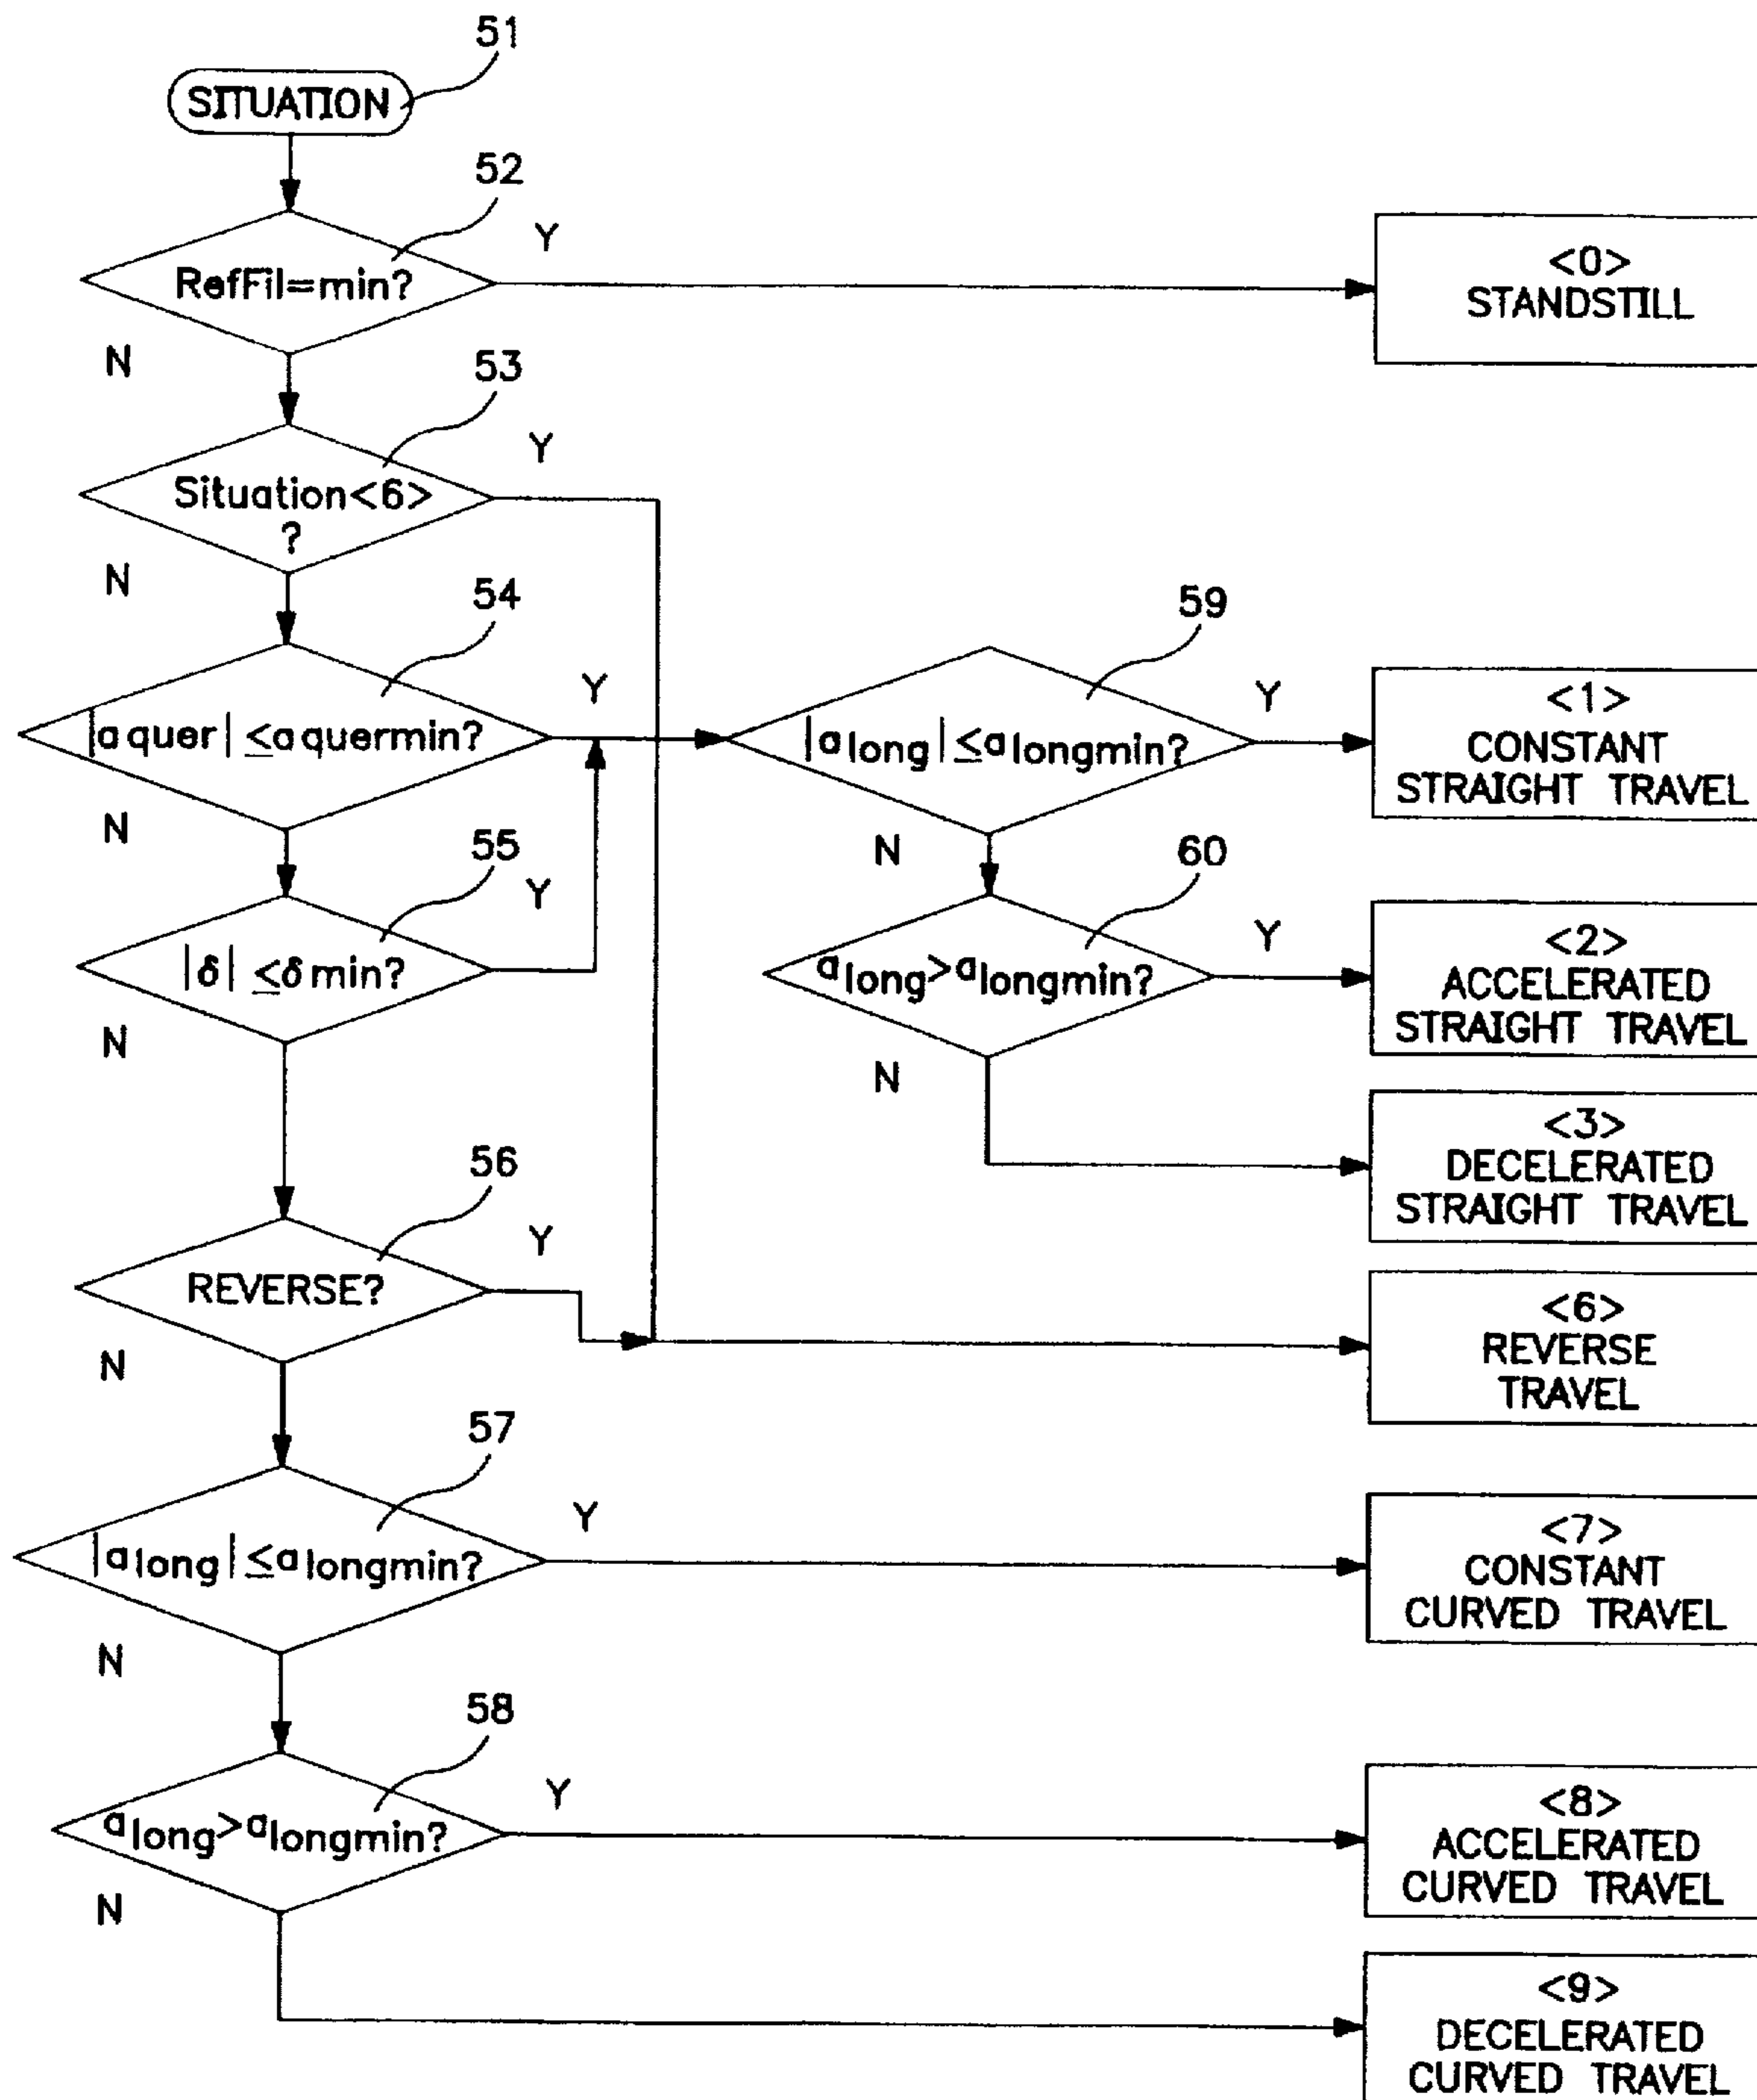 51
SITUATION
52
RefFil=min?
Y
N
<0>
STANDSTILL
53
Situation<6>
?
Y
N
54
|a quer| ≤a quermin?
Y
N
59
|a long| ≤a longmin?
Y
N
<1>
CONSTANT
STRAIGHT TRAVEL
55
|δ| ≤δ min?
Y
N
60
a long>a longmin?
Y
N
<2>
ACCELERATED
STRAIGHT TRAVEL
<3>
DECELERATED
STRAIGHT TRAVEL
56
REVERSE?
Y
N
<6>
REVERSE
TRAVEL
57
|a long| ≤a longmin?
Y
N
<7>
CONSTANT
CURVED TRAVEL
58
a long>a longmin?
Y
N
<8>
ACCELERATED
CURVED TRAVEL
<9>
DECELERATED
CURVED TRAVEL